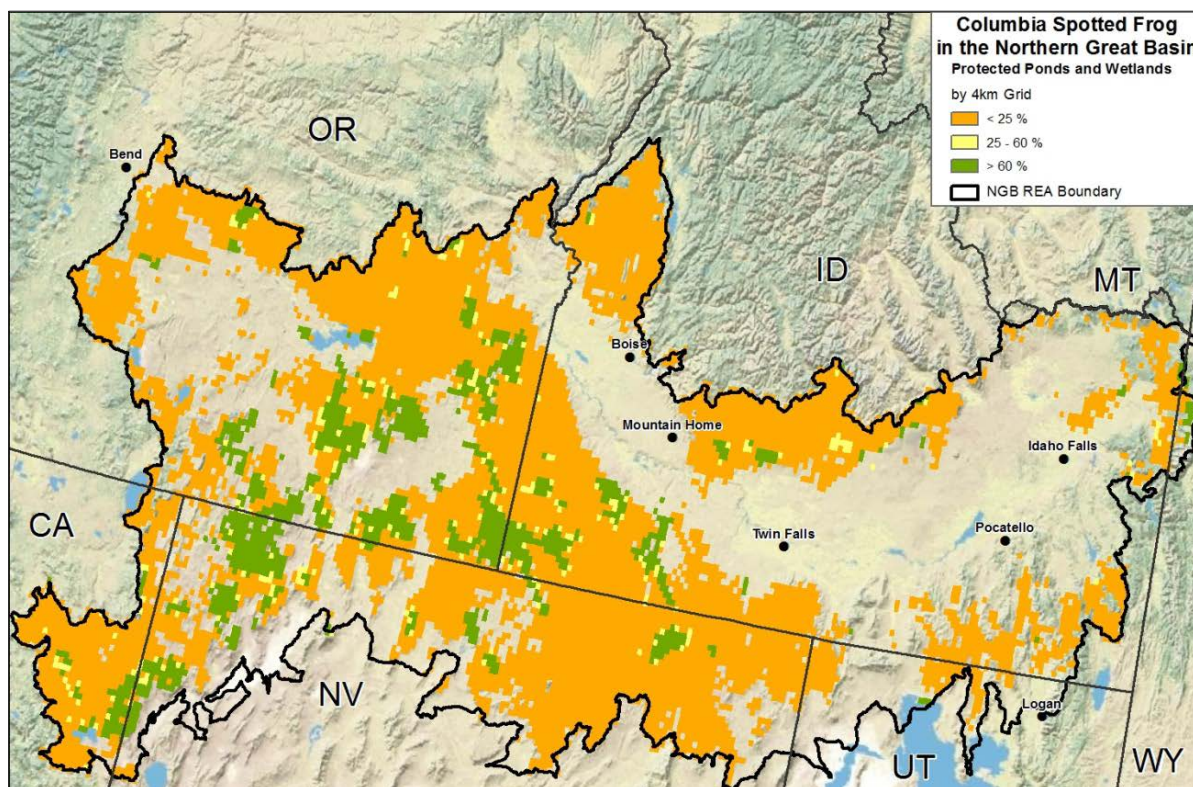 Columbia Spotted Frog
in the Northern Great Basin
Protected Ponds and Wetlands
by 4km Grid
< 25 %
25 - 60 %
> 60 %
NGB REA Boundary
OR
Bend
ID
MT
Boise
Mountain Home
Idaho Falls
CA
Twin Falls
Pocatello
NV
Logan
UT
WY